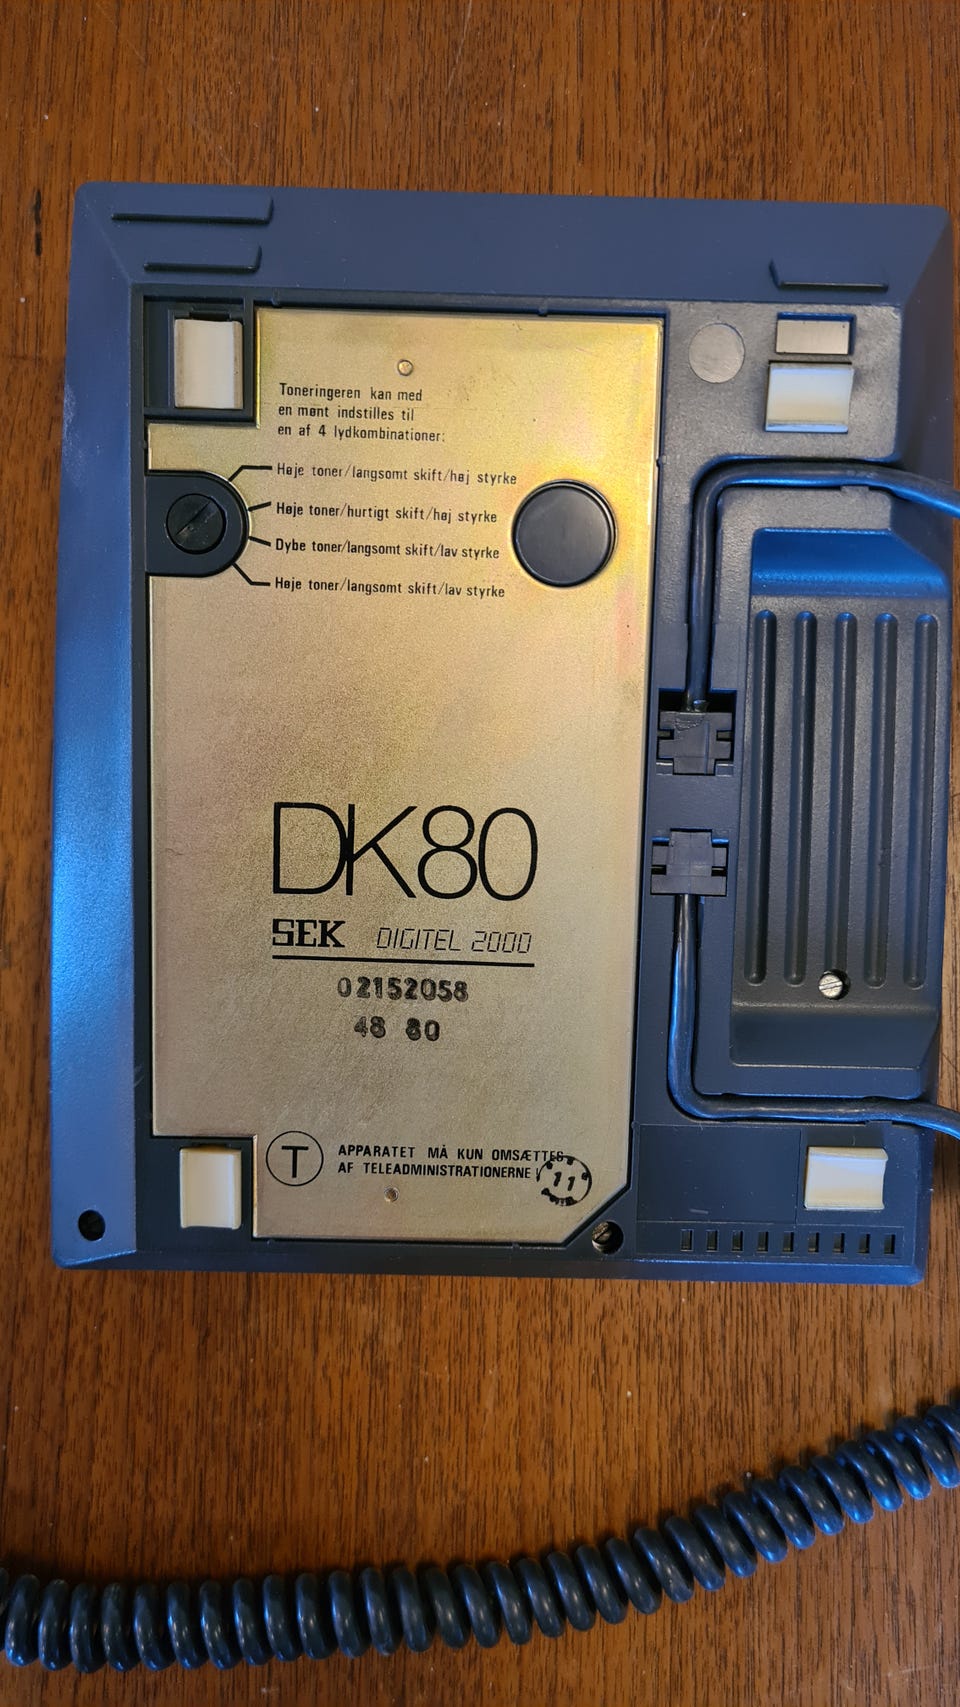 Toneringeren kan med
en mønt indstilles til
en af 4 lydkombinationer:
Høje toner/langsomt skift/høj styrke
Høje toner/hurtigt skift/høj styrke
Dybe toner/langsomt skift/lav styrke
Høje toner/langsomt skift/lav styrke
DK80
SEK DIGITEL 2000
02152058
48 80
T
APPARATET MÅ KUN OMSÆTTES
AF TELEADMINISTRATIONERNE
11